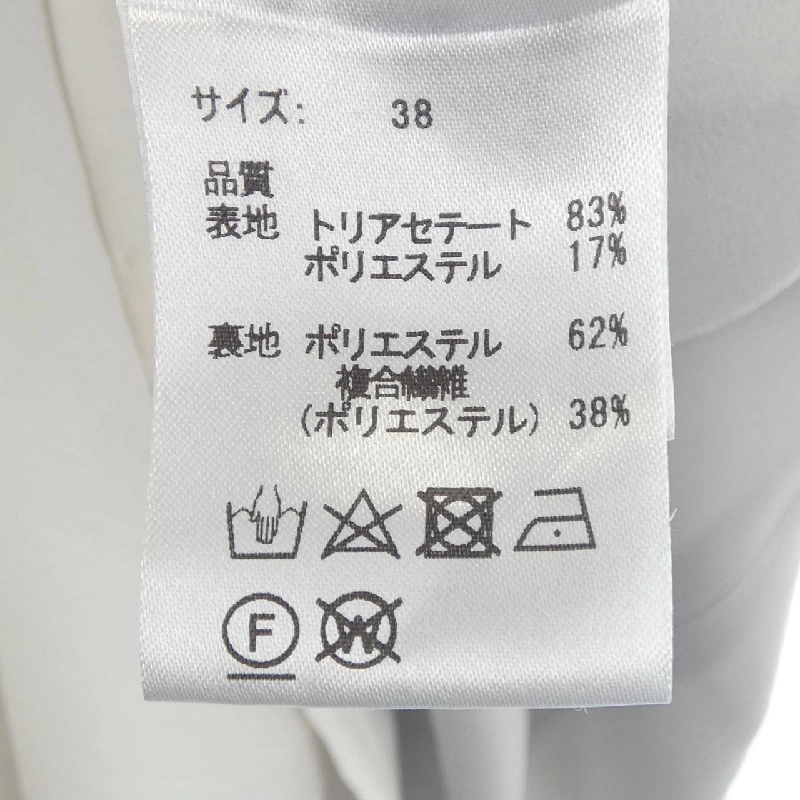 サイズ: 38
品質
表地 トリアセテート 83%
ポリエステル 17%
裏地 ポリエステル 62%
複合繊維
(ポリエステル) 38%
F W